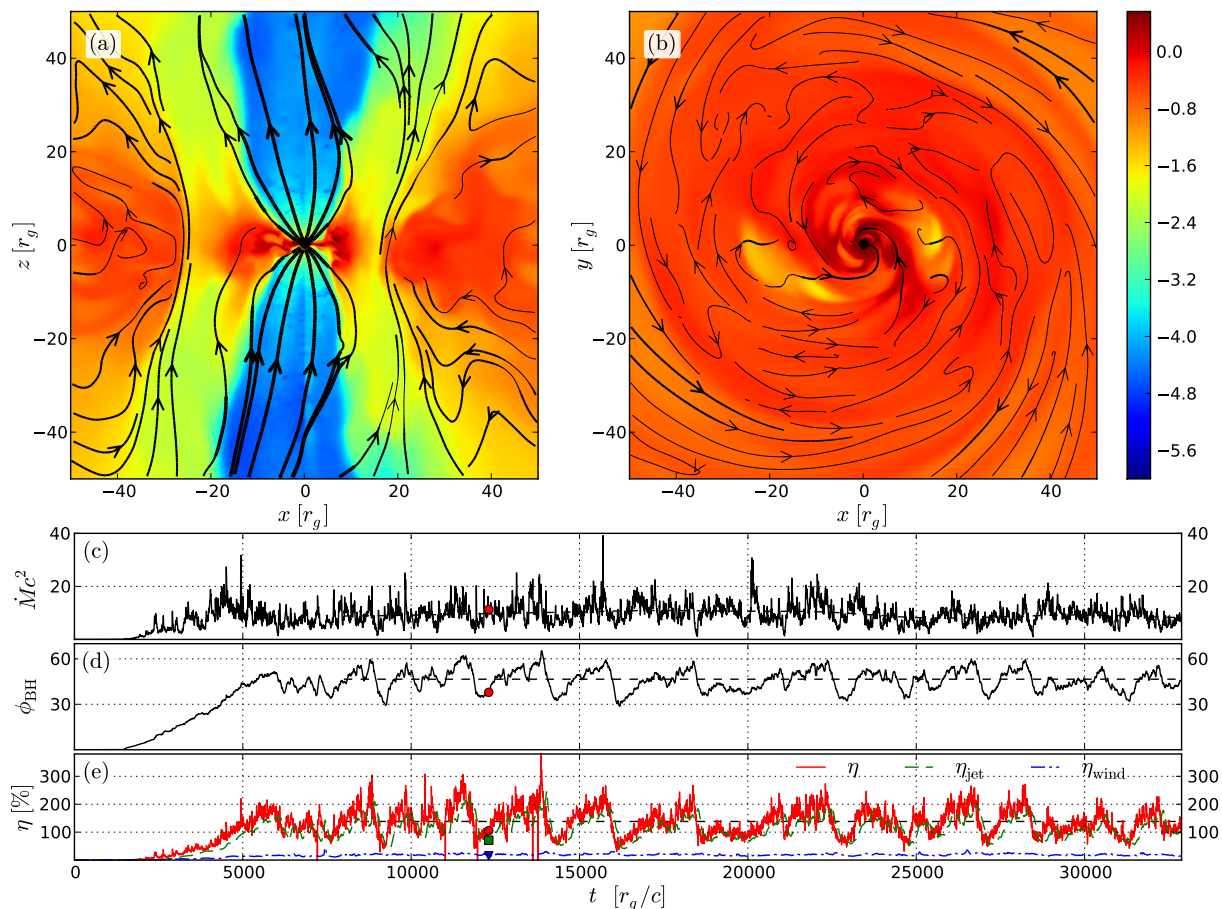 (a)
40
20
0
−20
−40
z [r_g]
−40 −20 0 20 40
x [r_g]
(b)
40
20
0
−20
−40
y [r_g]
−40 −20 0 20 40
x [r_g]
0.0
−0.8
−1.6
−2.4
−3.2
−4.0
−4.8
−5.6
(c)
40 40
20 20
0 0
Ṁc²
(d)
60 60
30 30
ϕ_BH
(e)
η η_jet η_wind
300 300
200 200
100 100
η [%]
0 5000 10000 15000 20000 25000 30000
t [r_g/c]